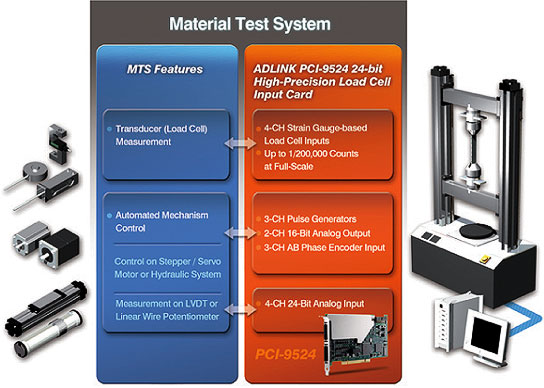 Material Test System
MTS Features
ADLINK PCI-9524 24-bit
High-Precision Load Cell
Input Card
Transducer (Load Cell)
Measurement
4-CH Strain Gauge-based
Load Cell Inputs
Up to 1/200,000 Counts
at Full-Scale
Automated Mechanism
Control
Control on Stepper / Servo
Motor or Hydraulic System
3-CH Pulse Generators
2-CH 16-Bit Analog Output
3-CH AB Phase Encoder Input
Measurement on LVDT or
Linear Wire Potentiometer
4-CH 24-Bit Analog Input
PCI-9524